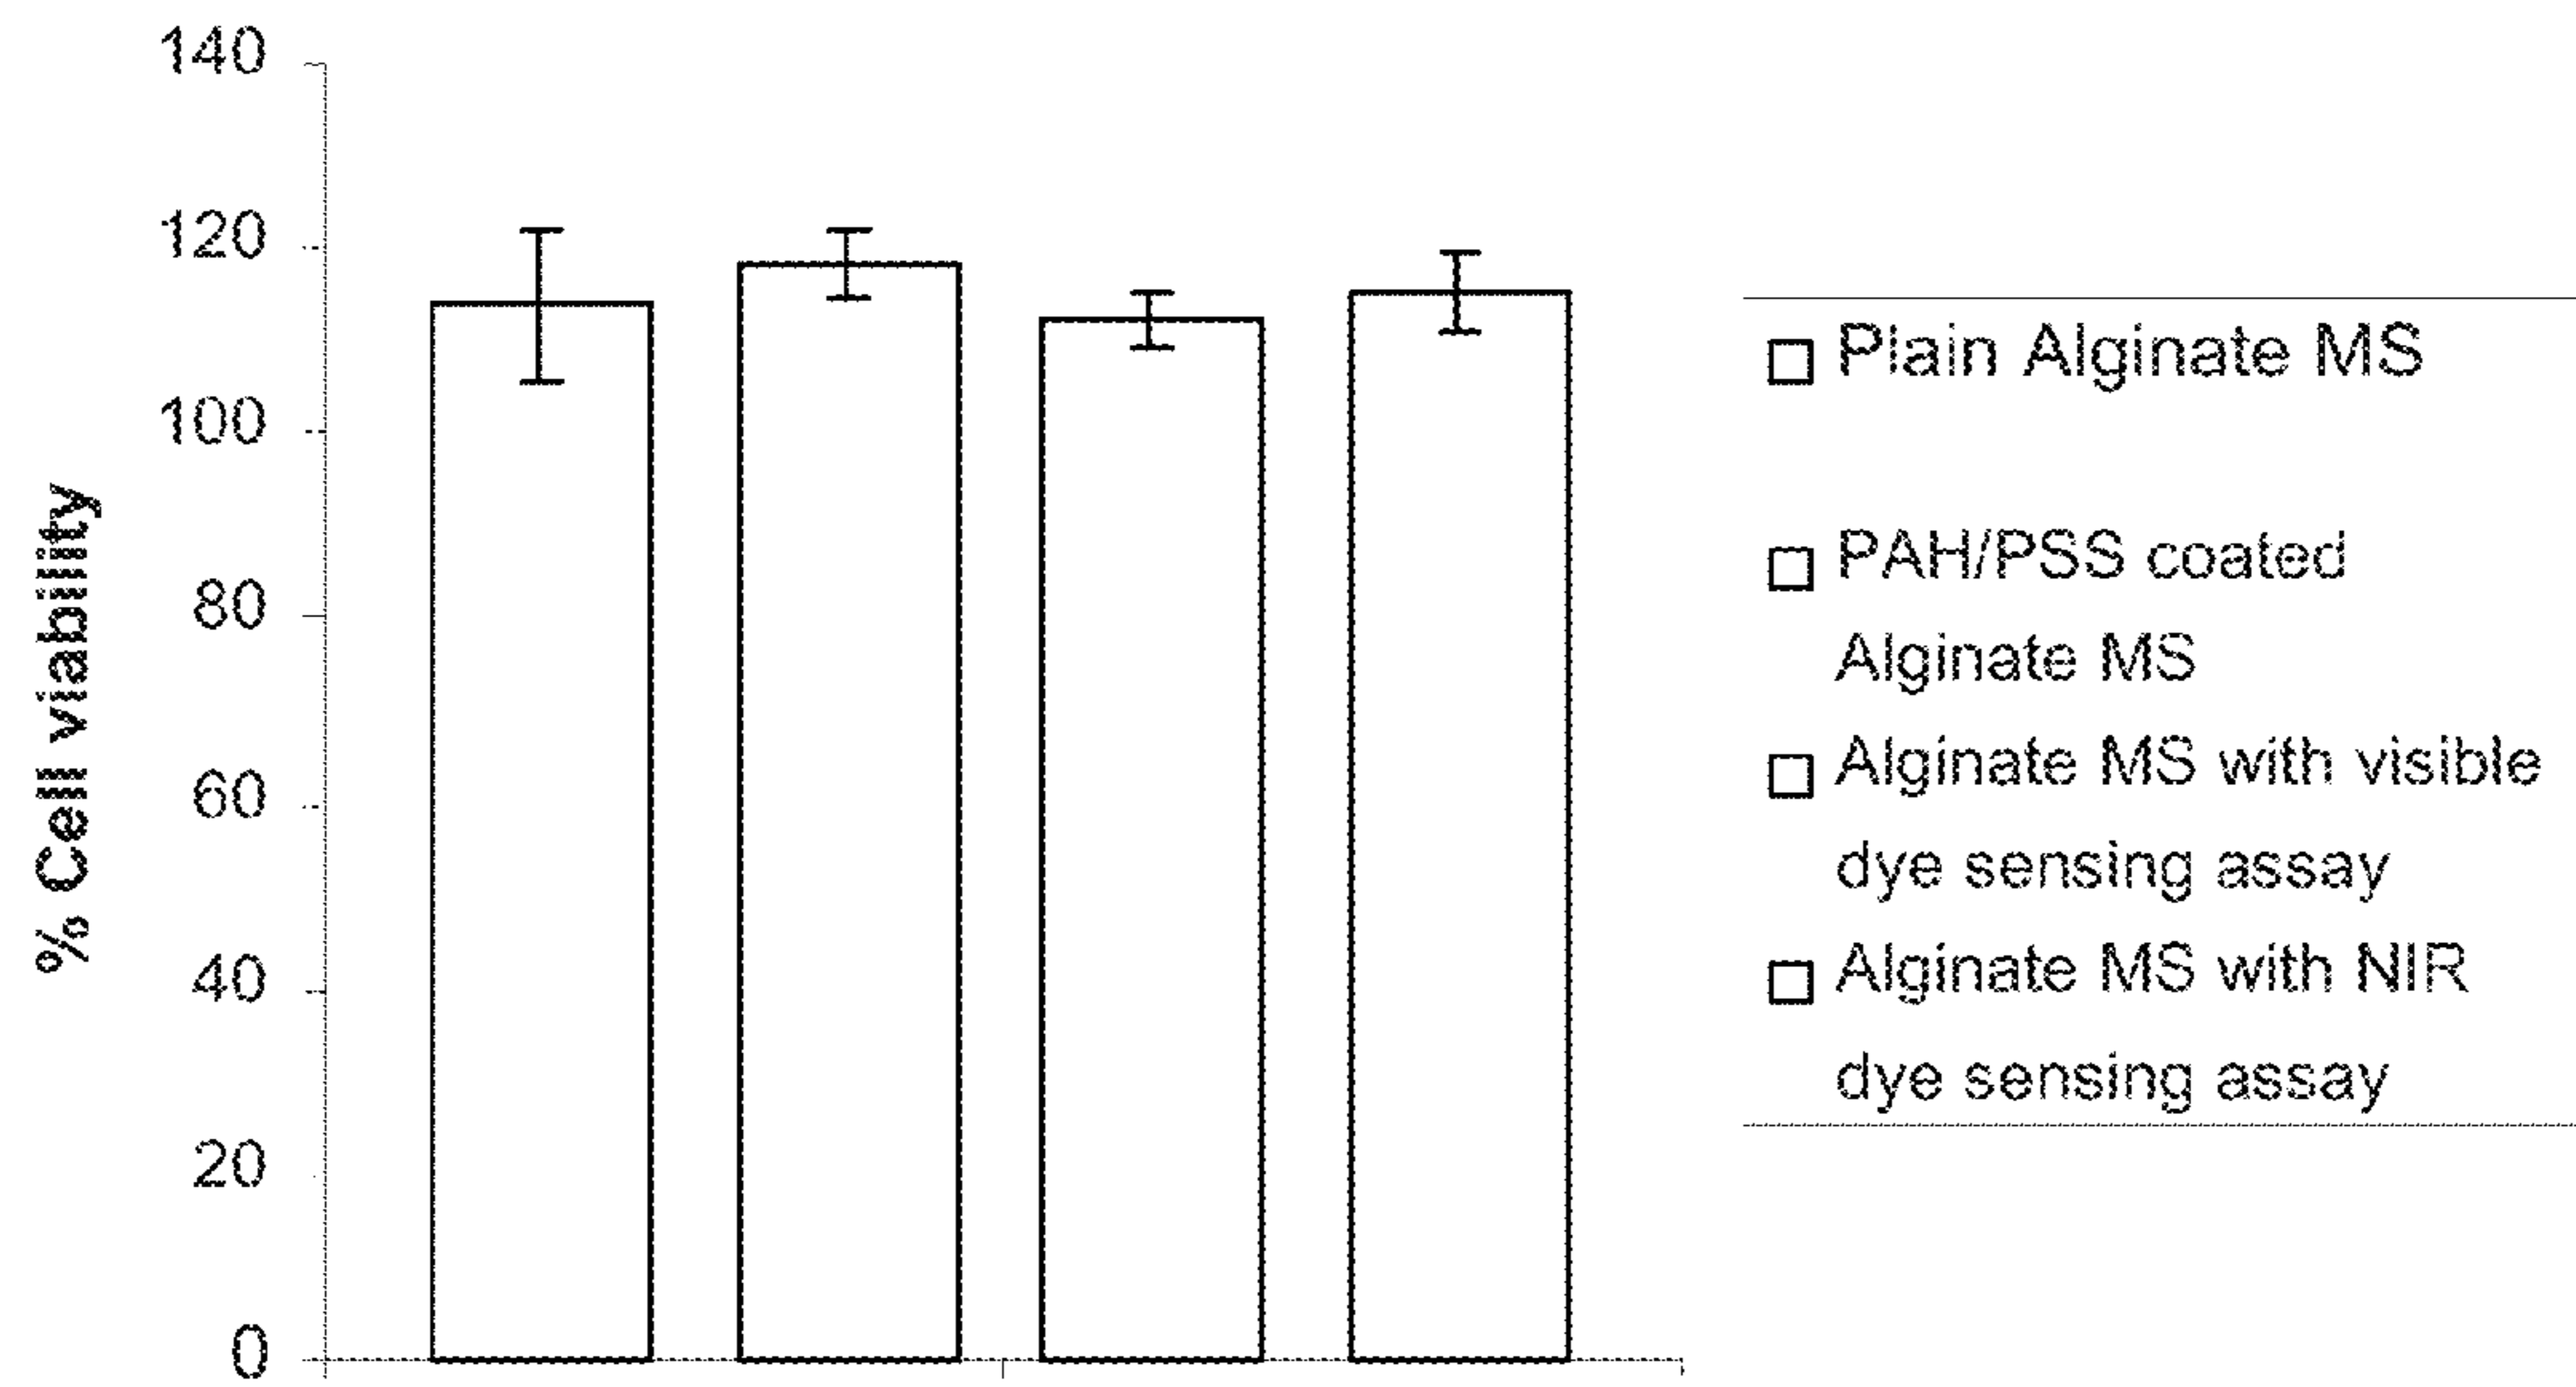 % Cell viability
140
120
100
80
60
40
20
0
Plain Alginate MS
PAH/PSS coated
Alginate MS
Alginate MS with visible
dye sensing assay
Alginate MS with NIR
dye sensing assay